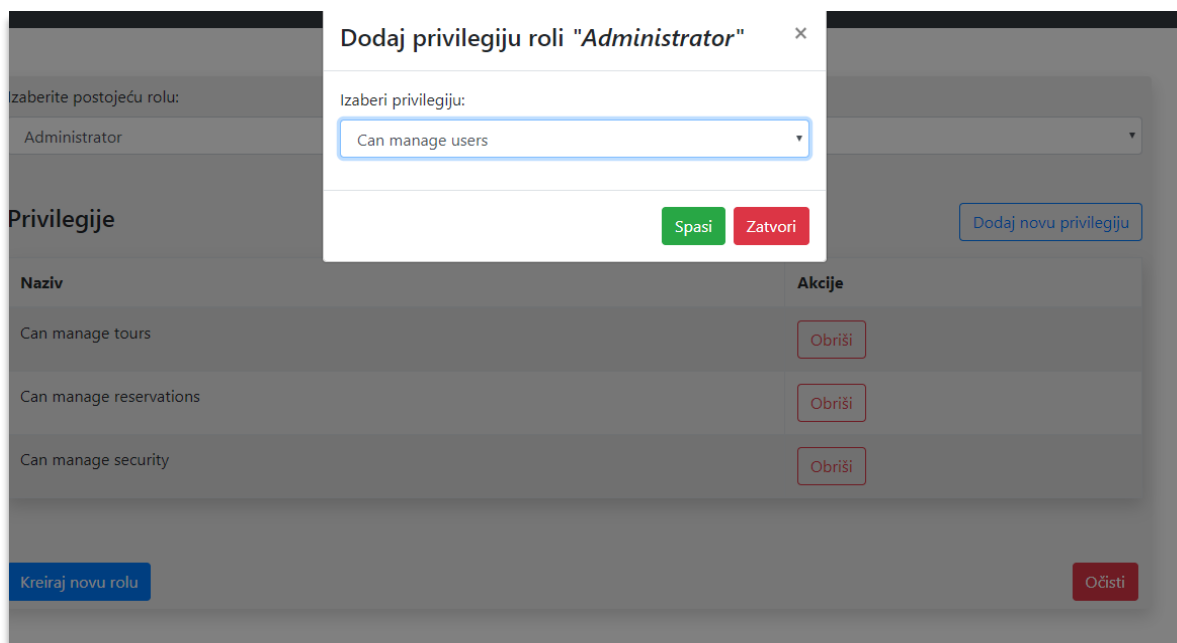 Dodaj privilegiju roli "Administrator" ×
Izaberi privilegiju:
Can manage users
Spasi Zatvori
Izaberite postojeću rolu:
Administrator
Privilegije Dodaj novu privilegiju
Naziv Akcije
Can manage tours Obriši
Can manage reservations Obriši
Can manage security Obriši
Kreiraj novu rolu Očisti